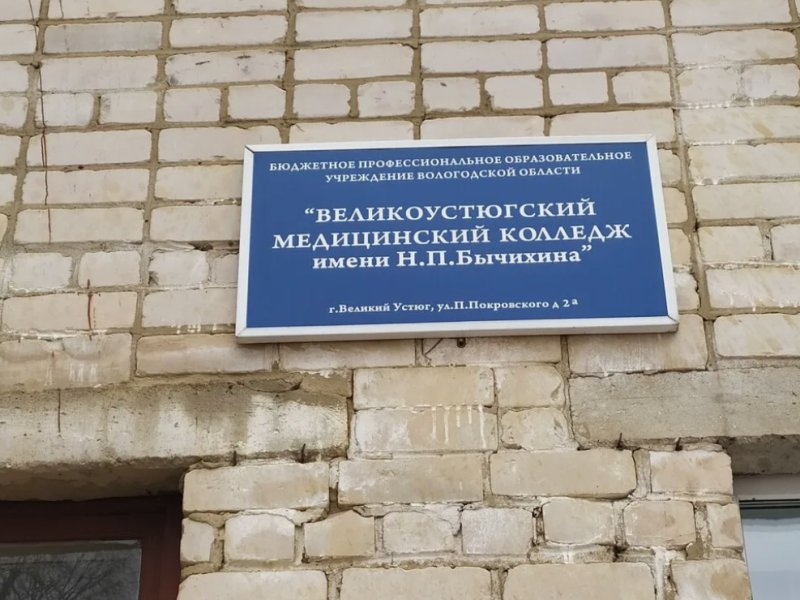 БЮДЖЕТНОЕ ПРОФЕССИОНАЛЬНОЕ ОБРАЗОВАТЕЛЬНОЕ
УЧРЕЖДЕНИЕ ВОЛОГОДСКОЙ ОБЛАСТИ
“ВЕЛИКОУСТЮГСКИЙ
МЕДИЦИНСКИЙ КОЛЛЕДЖ
имени Н.П.Бычихина”
г.Великий Устюг, ул.П.Покровского д 2а